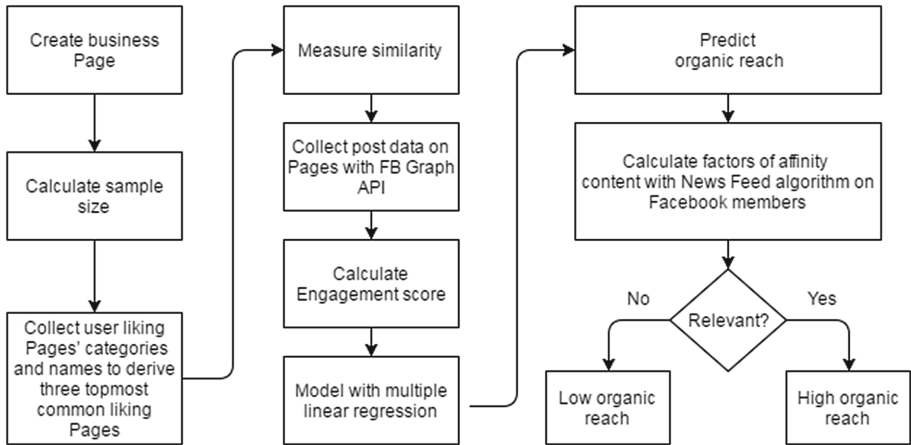 Create business
Page
Calculate sample
size
Collect user liking
Pages' categories
and names to derive
three topmost
common liking
Pages
Measure similarity
Collect post data on
Pages with FB Graph
API
Calculate
Engagement score
Model with multiple
linear regression
Predict
organic reach
Calculate factors of affinity
content with News Feed algorithm on
Facebook members
Relevant?
No
Yes
Low organic
reach
High organic
reach